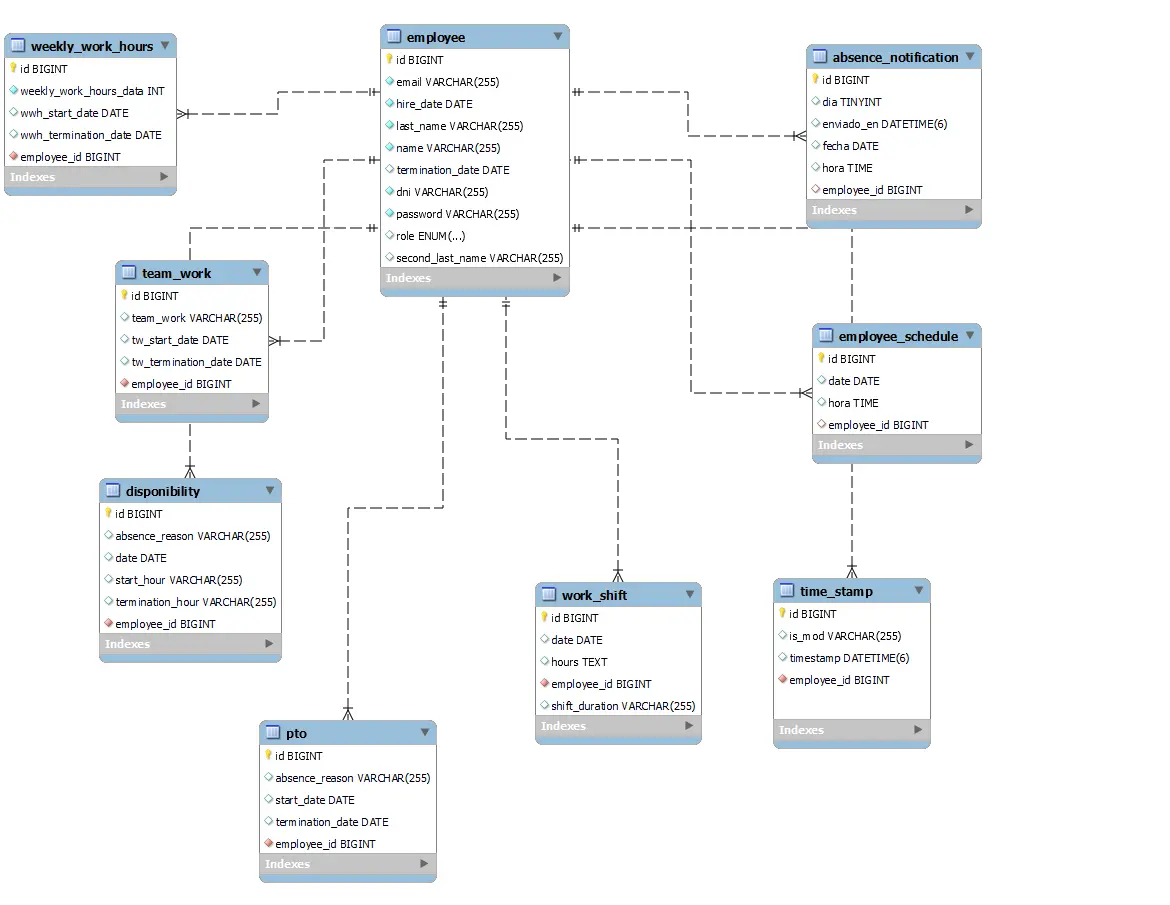 weekly_work_hours
id BIGINT
weekly_work_hours_data INT
wwh_start_date DATE
wwh_termination_date DATE
employee_id BIGINT
Indexes
employee
id BIGINT
email VARCHAR(255)
hire_date DATE
last_name VARCHAR(255)
name VARCHAR(255)
termination_date DATE
dni VARCHAR(255)
password VARCHAR(255)
role ENUM(...)
second_last_name VARCHAR(255)
Indexes
absence_notification
id BIGINT
dia TINYINT
enviado_en DATETIME(6)
fecha DATE
hora TIME
employee_id BIGINT
Indexes
team_work
id BIGINT
team_work VARCHAR(255)
tw_start_date DATE
tw_termination_date DATE
employee_id BIGINT
Indexes
employee_schedule
id BIGINT
date DATE
hora TIME
employee_id BIGINT
Indexes
disponibility
id BIGINT
absence_reason VARCHAR(255)
date DATE
start_hour VARCHAR(255)
termination_hour VARCHAR(255)
employee_id BIGINT
Indexes
work_shift
id BIGINT
date DATE
hours TEXT
employee_id BIGINT
shift_duration VARCHAR(255)
Indexes
time_stamp
id BIGINT
is_mod VARCHAR(255)
timestamp DATETIME(6)
employee_id BIGINT
Indexes
pto
id BIGINT
absence_reason VARCHAR(255)
start_date DATE
termination_date DATE
employee_id BIGINT
Indexes